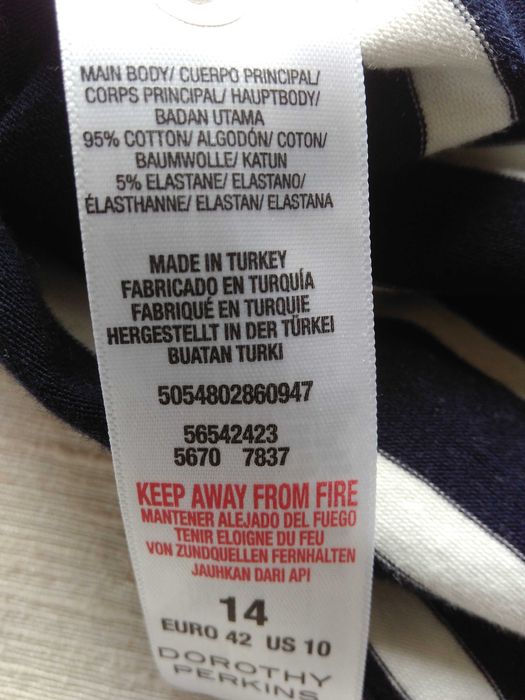 MAIN BODY/ CUERPO PRINCIPAL/
CORPS PRINCIPAL/ HAUPTBODY/
BADAN UTAMA
95% COTTON/ ALGODÓN/ COTON/
BAUMWOLLE/ KATUN
5% ELASTANE/ ELASTANO/
ÉLASTHANNE/ ELASTAN/ ELASTANA
MADE IN TURKEY
FABRICADO EN TURQUÍA
FABRIQUÉ EN TURQUIE
HERGESTELLT IN DER TÜRKEI
BUATAN TURKI
5054802860947
56542423
5670 7837
KEEP AWAY FROM FIRE
MANTENER ALEJADO DEL FUEGO
TENIR ELOIGNE DU FEU
VON ZUNDQUELLEN FERNHALTEN
JAUHKAN DARI API
14
EURO 42 US 10
DOROTHY
PERKINS